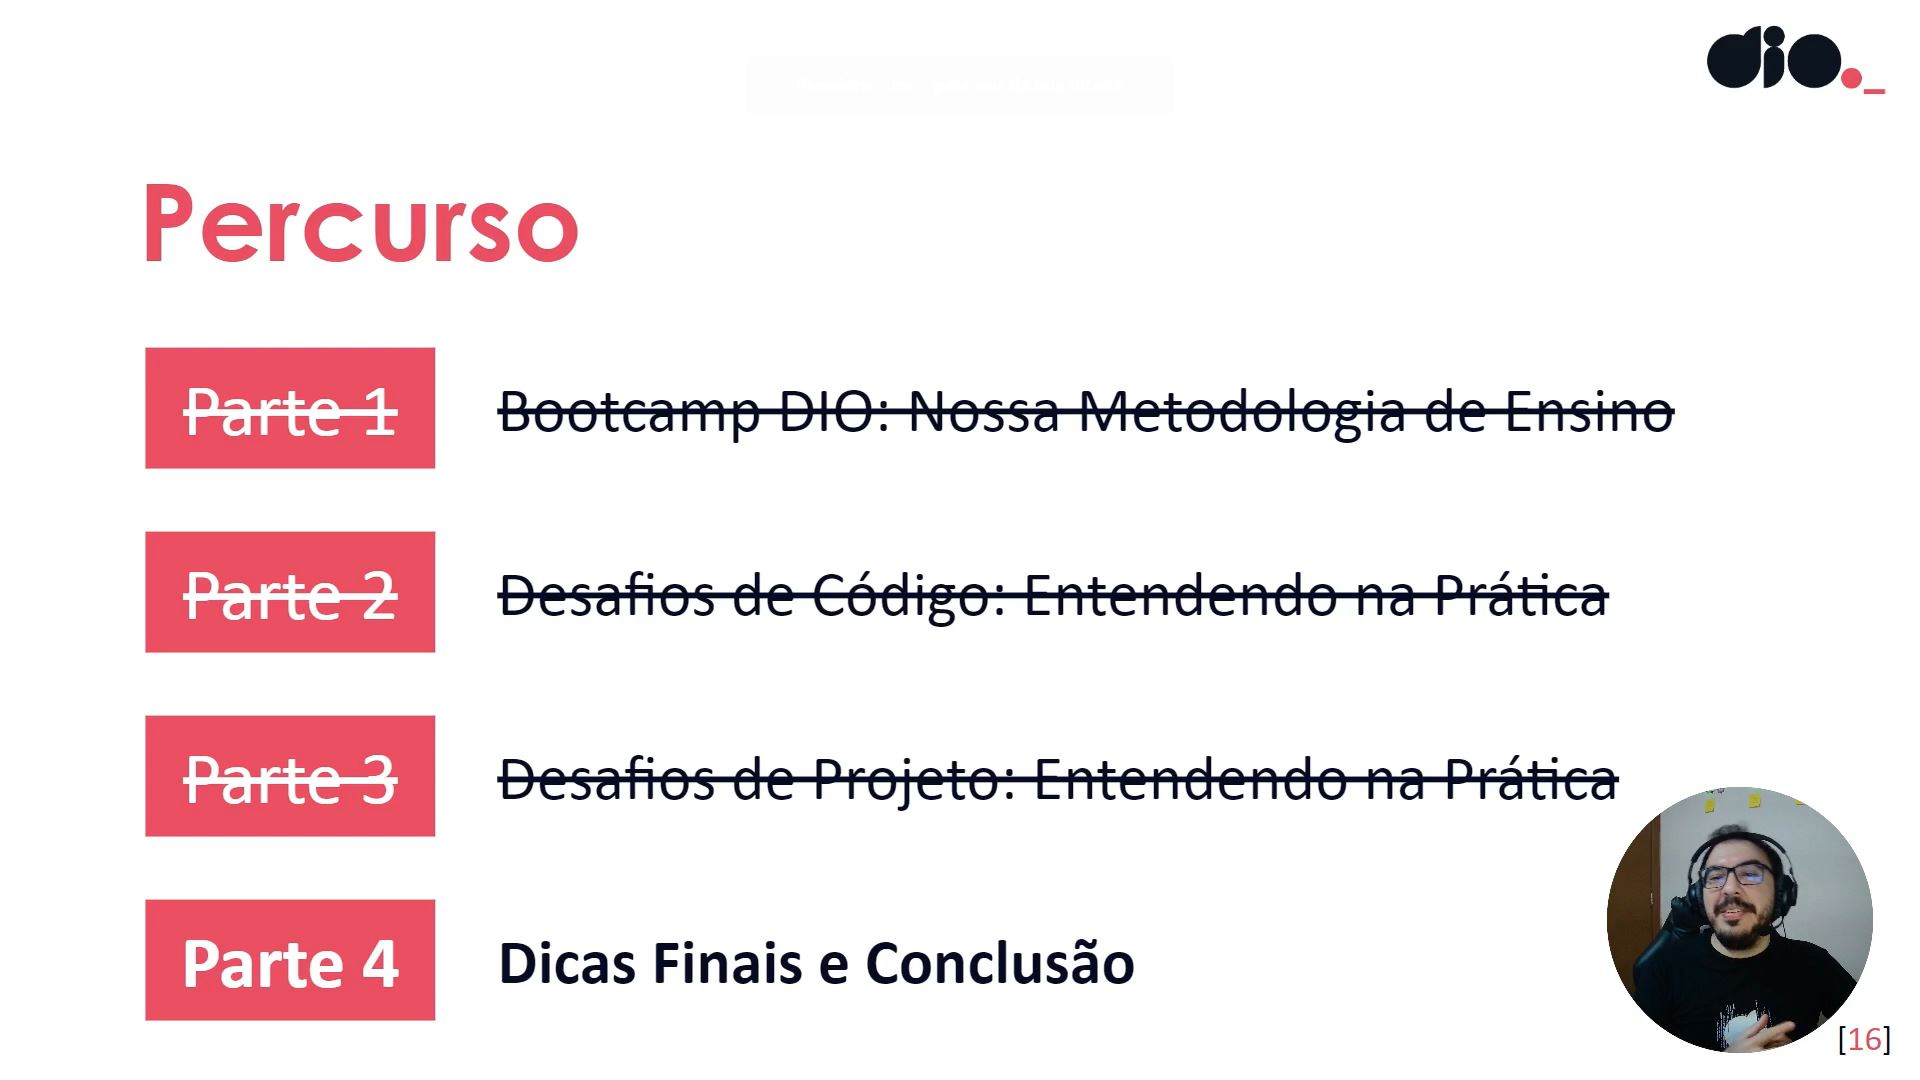 dio._
Percurso
Parte 1
Bootcamp DIO: Nossa Metodologia de Ensino
Parte 2
Desafios de Código: Entendendo na Prática
Parte 3
Desafios de Projeto: Entendendo na Prática
Parte 4
Dicas Finais e Conclusão
[16]